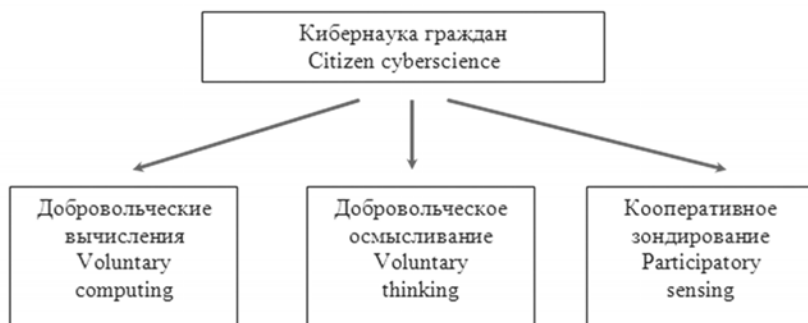 Кибернаука граждан
Citizen cyberscience
Добровольческие
вычисления
Voluntary
computing
Добровольческое
осмысливание
Voluntary
thinking
Кооперативное
зондирование
Participatory
sensing